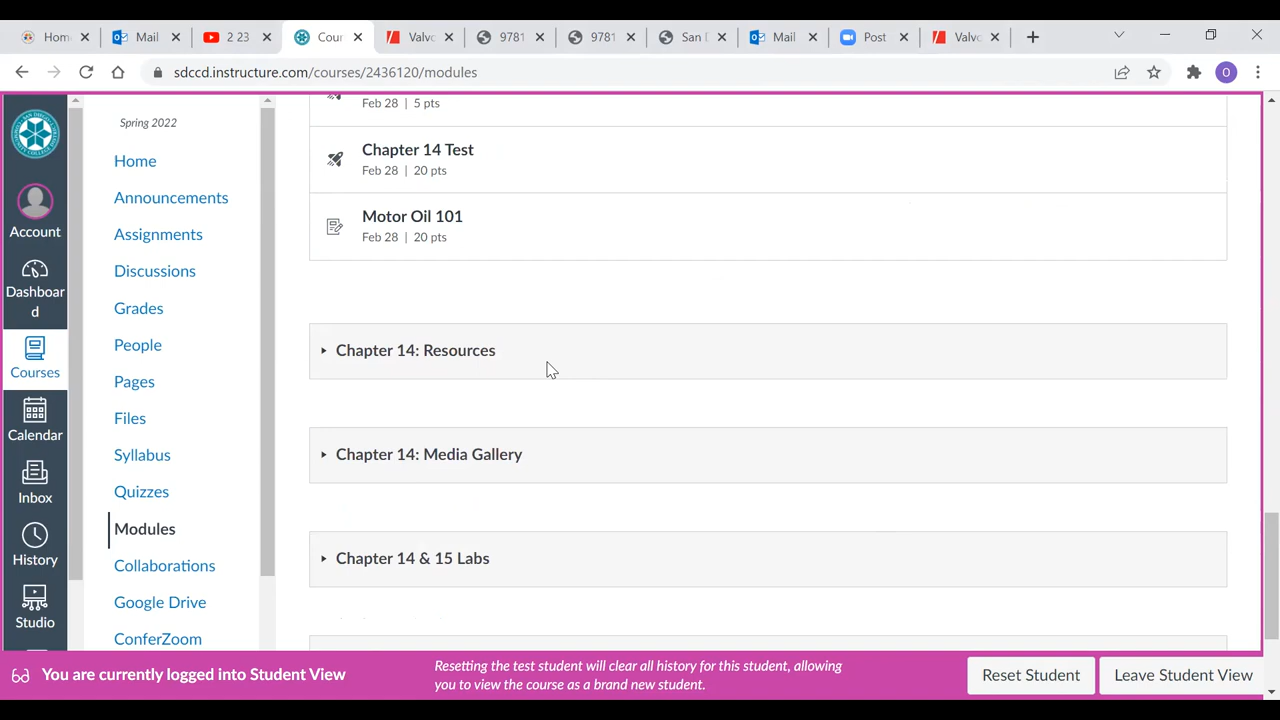 Hom
Mail
2 23
Cour
Valvo
9781
9781
San D
Mail
Post
Valvo
sdccd.instructure.com/courses/2436120/modules
O
Account
Dashboar
d
Courses
Calendar
Inbox
History
Studio
Spring 2022
Home
Announcements
Assignments
Discussions
Grades
People
Pages
Files
Syllabus
Quizzes
Modules
Collaborations
Google Drive
ConferZoom
Feb 28 | 5 pts
Chapter 14 Test
Feb 28 | 20 pts
Motor Oil 101
Feb 28 | 20 pts
Chapter 14: Resources
Chapter 14: Media Gallery
Chapter 14 & 15 Labs
You are currently logged into Student View
Resetting the test student will clear all history for this student, allowing
you to view the course as a brand new student.
Reset Student
Leave Student View